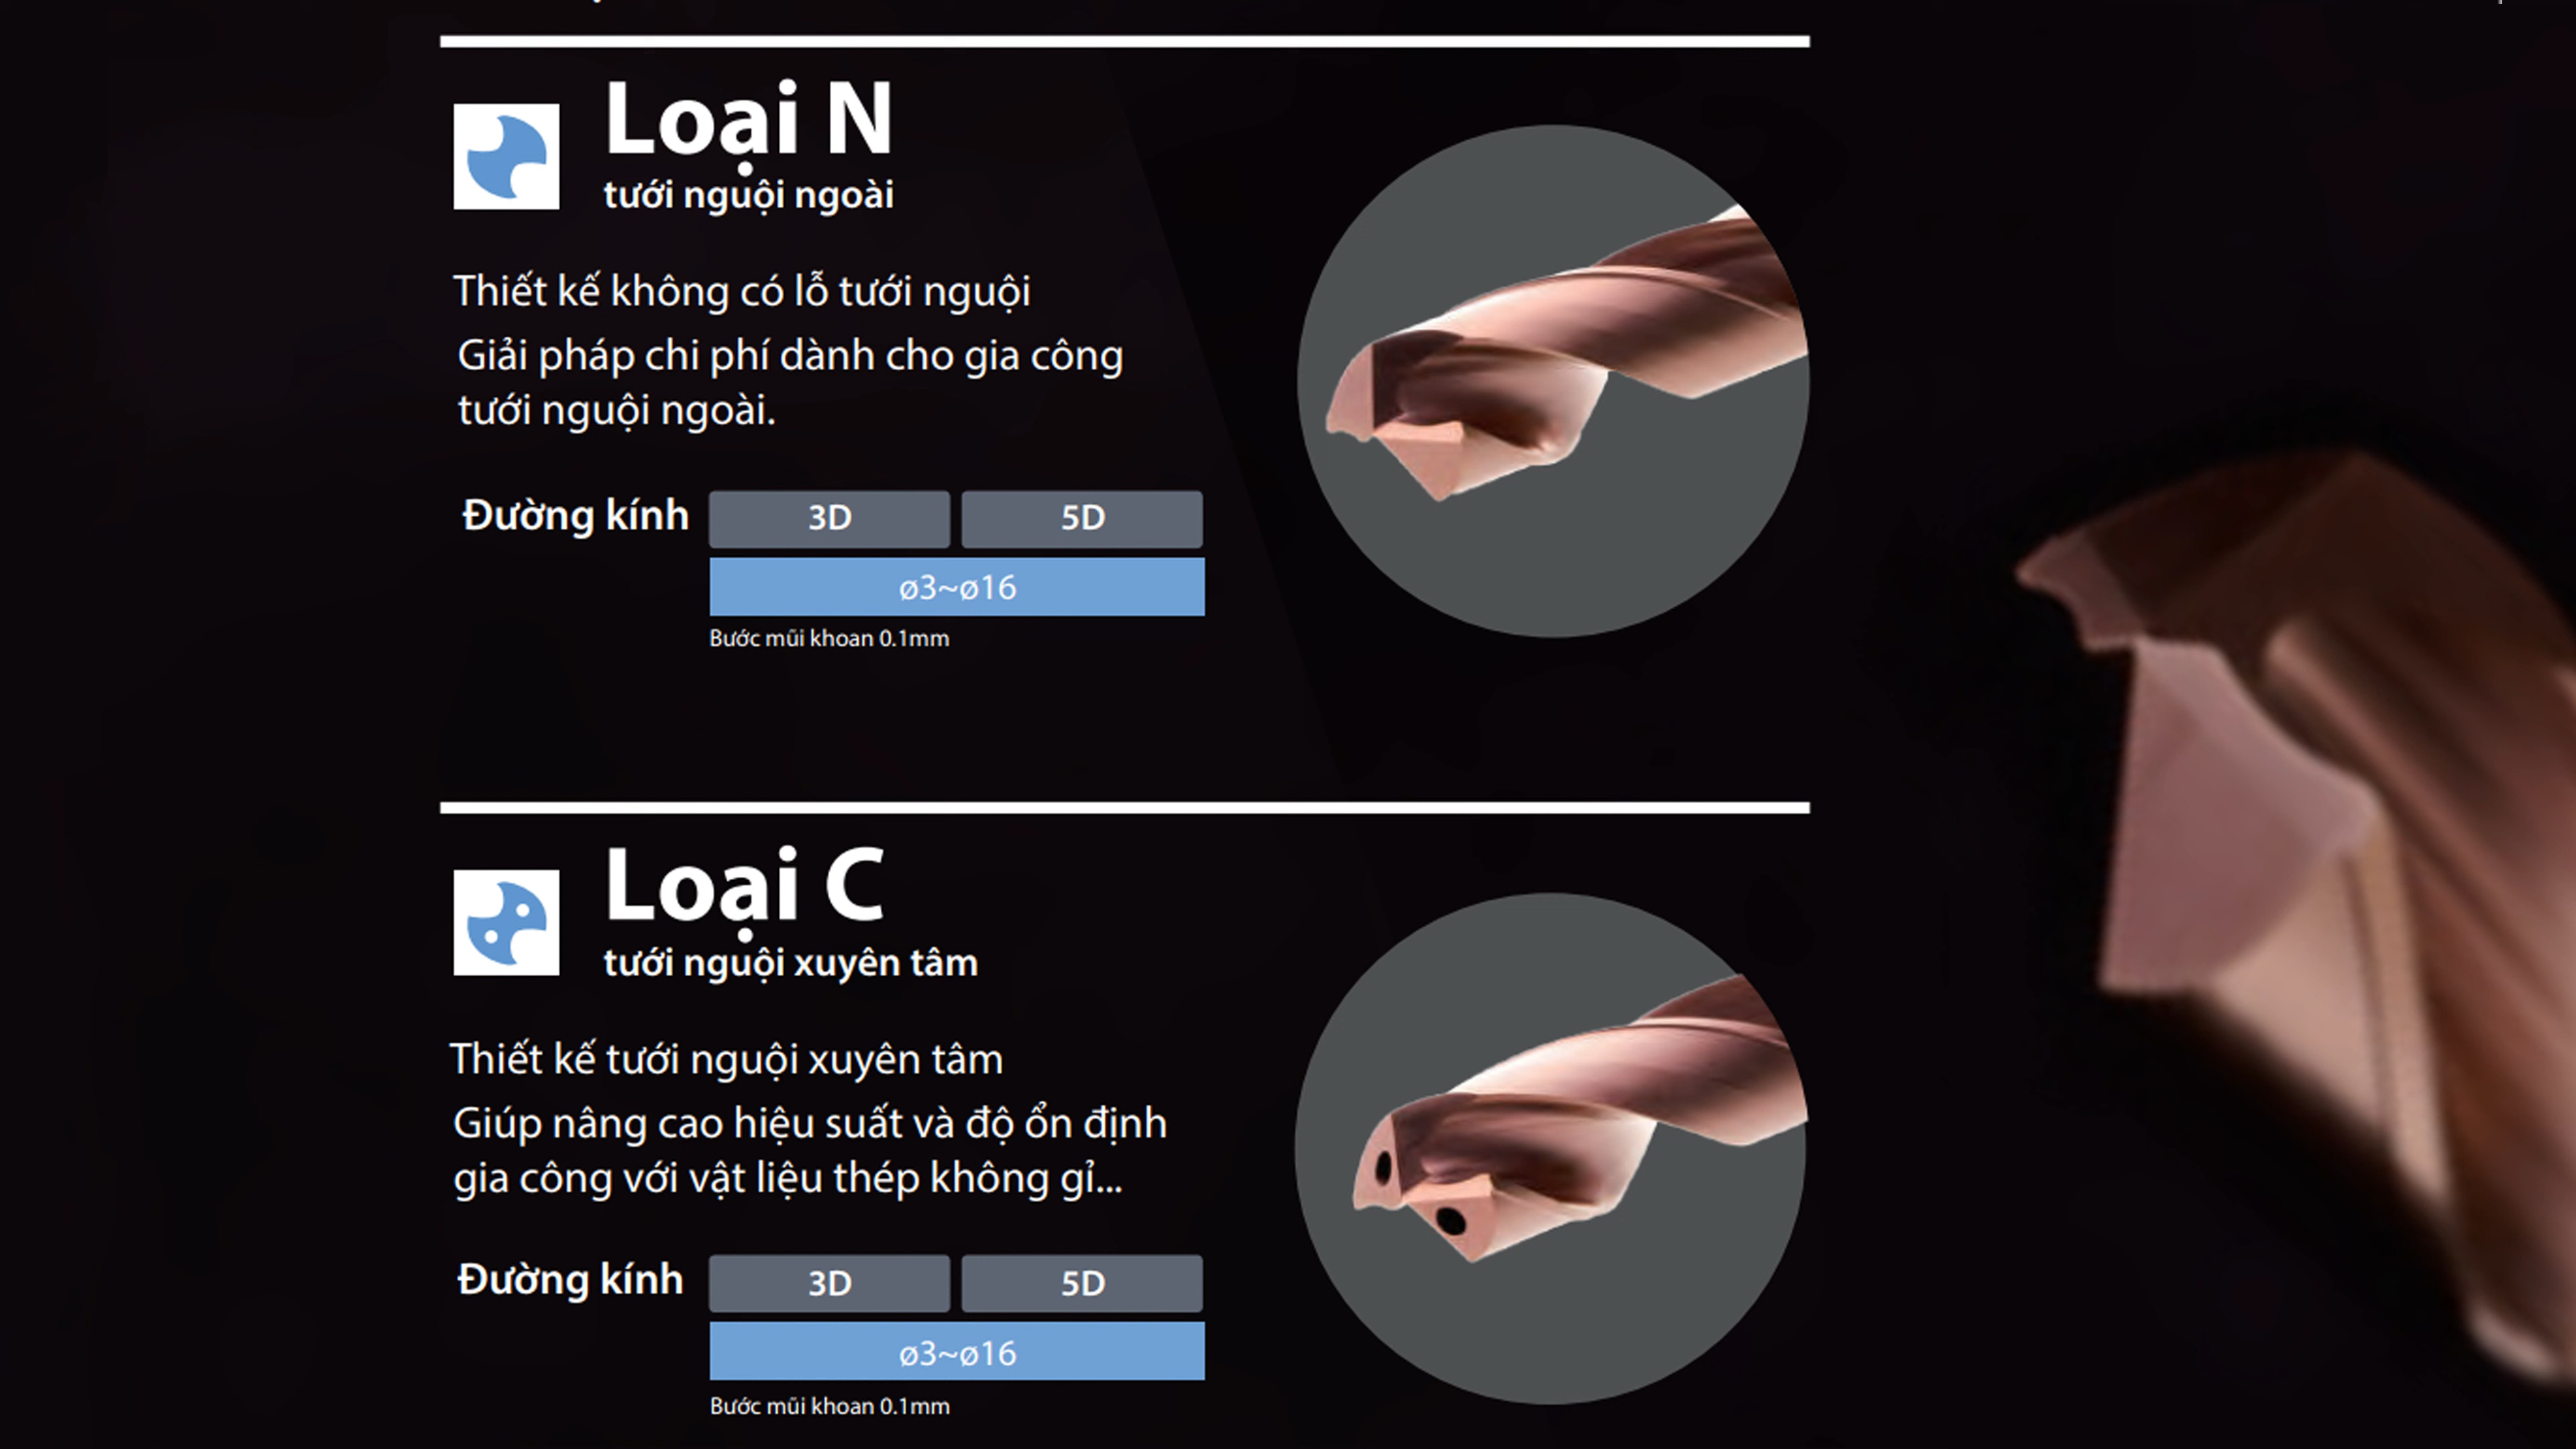 Loại N
tưới nguội ngoài
Thiết kế không có lỗ tưới nguội
Giải pháp chi phí dành cho gia công
tưới nguội ngoài.
Đường kính
3D
5D
ø3~ø16
Bước mũi khoan 0.1mm
Loại C
tưới nguội xuyên tâm
Thiết kế tưới nguội xuyên tâm
Giúp nâng cao hiệu suất và độ ổn định
gia công với vật liệu thép không gỉ...
Đường kính
3D
5D
ø3~ø16
Bước mũi khoan 0.1mm